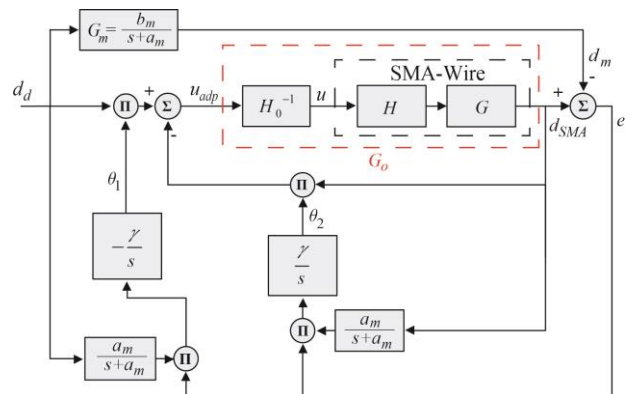 G_m = b_m / s+a_m
d_m
-
SMA-Wire
d_d
Π
+
Σ
u_adp
H_0^{-1}
u
H
G
+
Σ
d_SMA
e
-
G_o
Π
θ_1
θ_2
-γ/s
γ/s
a_m / s+a_m
Π
Π
a_m / s+a_m